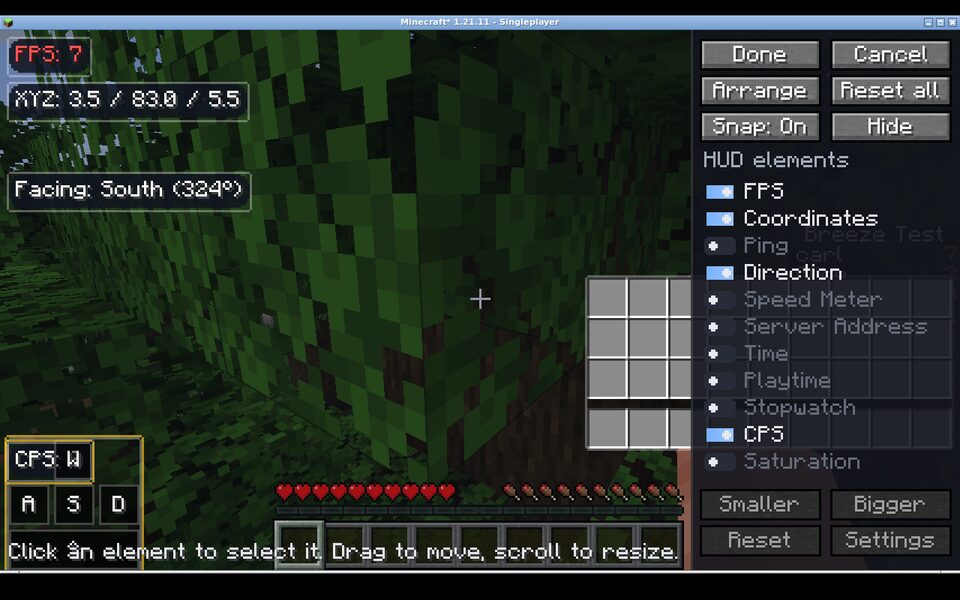 Minecraft* 1.21.11 - Singleplayer
FPS: 7
XYZ: 3.5 / 83.0 / 5.5
Facing: South (324°)
Done
Cancel
Arrange
Reset all
Snap: On
Hide
HUD elements
FPS
Coordinates
Ping
Breeze Test
carl
Direction
Speed Meter
Server Address
Time
Playtime
Stopwatch
CPS
Saturation
CPS
W
A
S
D
Click an element to select it. Drag to move, scroll to resize.
Smaller
Bigger
Reset
Settings